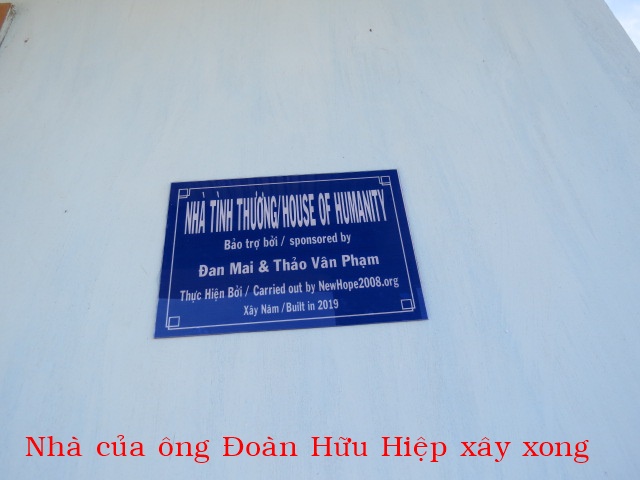 NHÀ TÌNH THƯƠNG/HOUSE OF HUMANITY
Bảo trợ bởi / sponsored by
Đan Mai & Thảo Vân Phạm
Thực Hiện Bởi / Carried out by NewHope2008.org
Xây Năm /Built in 2019
Nhà của ông Đoàn Hữu Hiệp xây xong